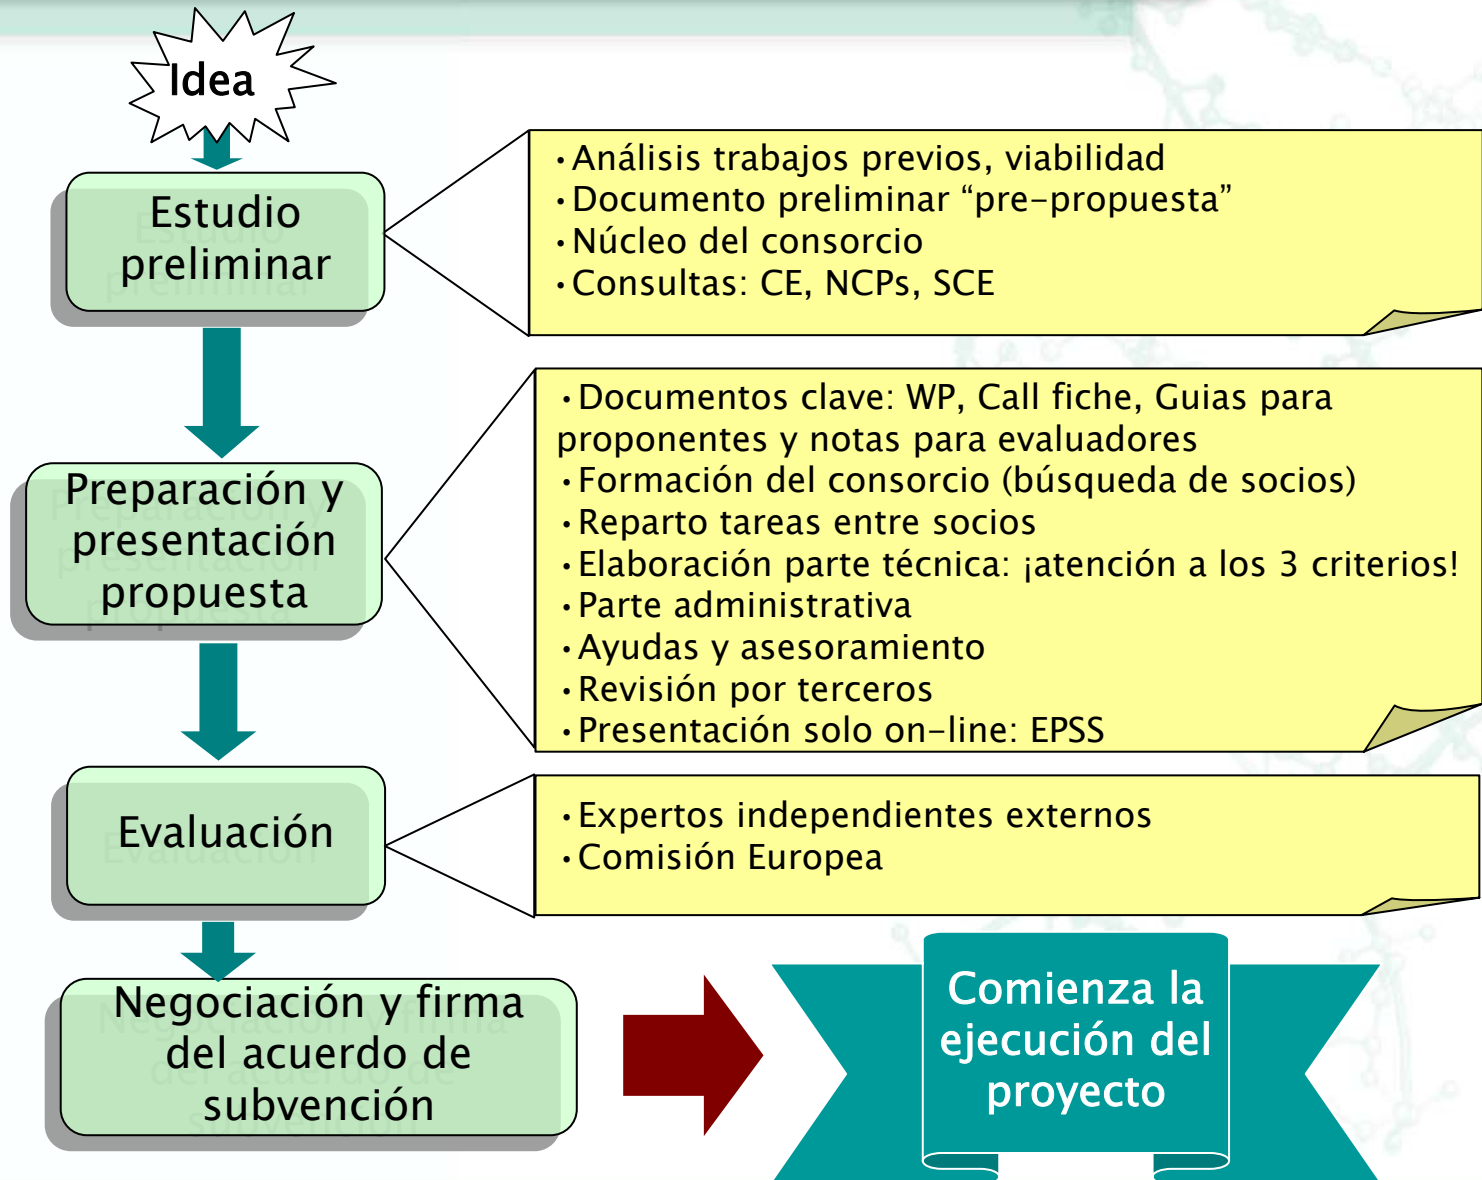 Idea
Estudio
preliminar
•Análisis trabajos previos, viabilidad
•Documento preliminar “pre-propuesta”
•Núcleo del consorcio
•Consultas: CE, NCPs, SCE
Preparación y
presentación
propuesta
•Documentos clave: WP, Call fiche, Guias para
proponentes y notas para evaluadores
•Formación del consorcio (búsqueda de socios)
•Reparto tareas entre socios
•Elaboración parte técnica: ¡atención a los 3 criterios!
•Parte administrativa
•Ayudas y asesoramiento
•Revisión por terceros
•Presentación solo on-line: EPSS
Evaluación
•Expertos independientes externos
•Comisión Europea
Negociación y firma
del acuerdo de
subvención
Comienza la
ejecución del
proyecto